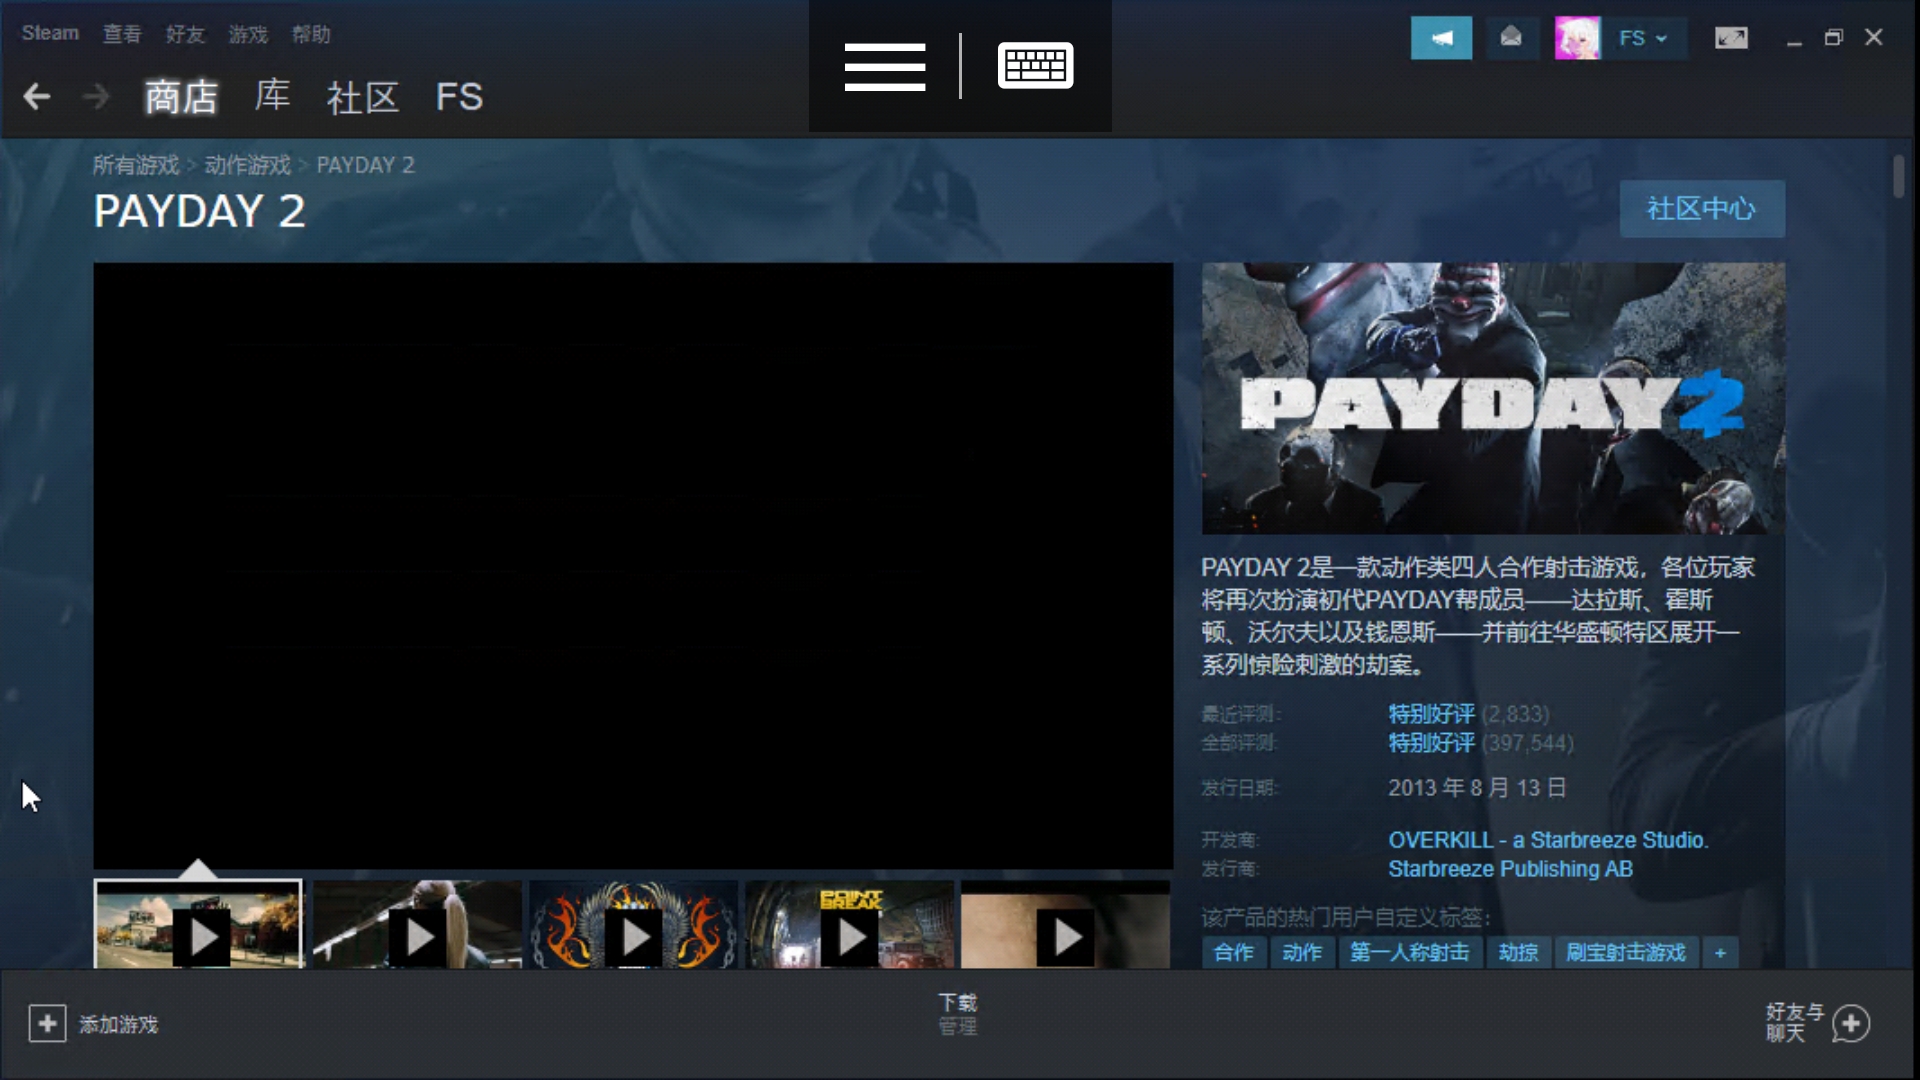 Steam 查看 好友 游戏 帮助
FS
商店 库 社区 FS
所有游戏 > 动作游戏 > PAYDAY 2
PAYDAY 2
社区中心
PAYDAY 2
PAYDAY 2是一款动作类四人合作射击游戏，各位玩家
将再次扮演初代PAYDAY帮成员——达拉斯、霍斯
顿、沃尔夫以及钱恩斯——并前往华盛顿特区展开一
系列惊险刺激的劫案。
最近评测: 特别好评 (2,833)
全部评测: 特别好评 (397,544)
发行日期: 2013 年 8 月 13 日
开发商: OVERKILL - a Starbreeze Studio.
发行商: Starbreeze Publishing AB
该产品的热门用户自定义标签:
合作 动作 第一人称射击 劫掠 刷宝射击游戏 +
POINT
BREAK
添加游戏
下载
管理
好友与
聊天